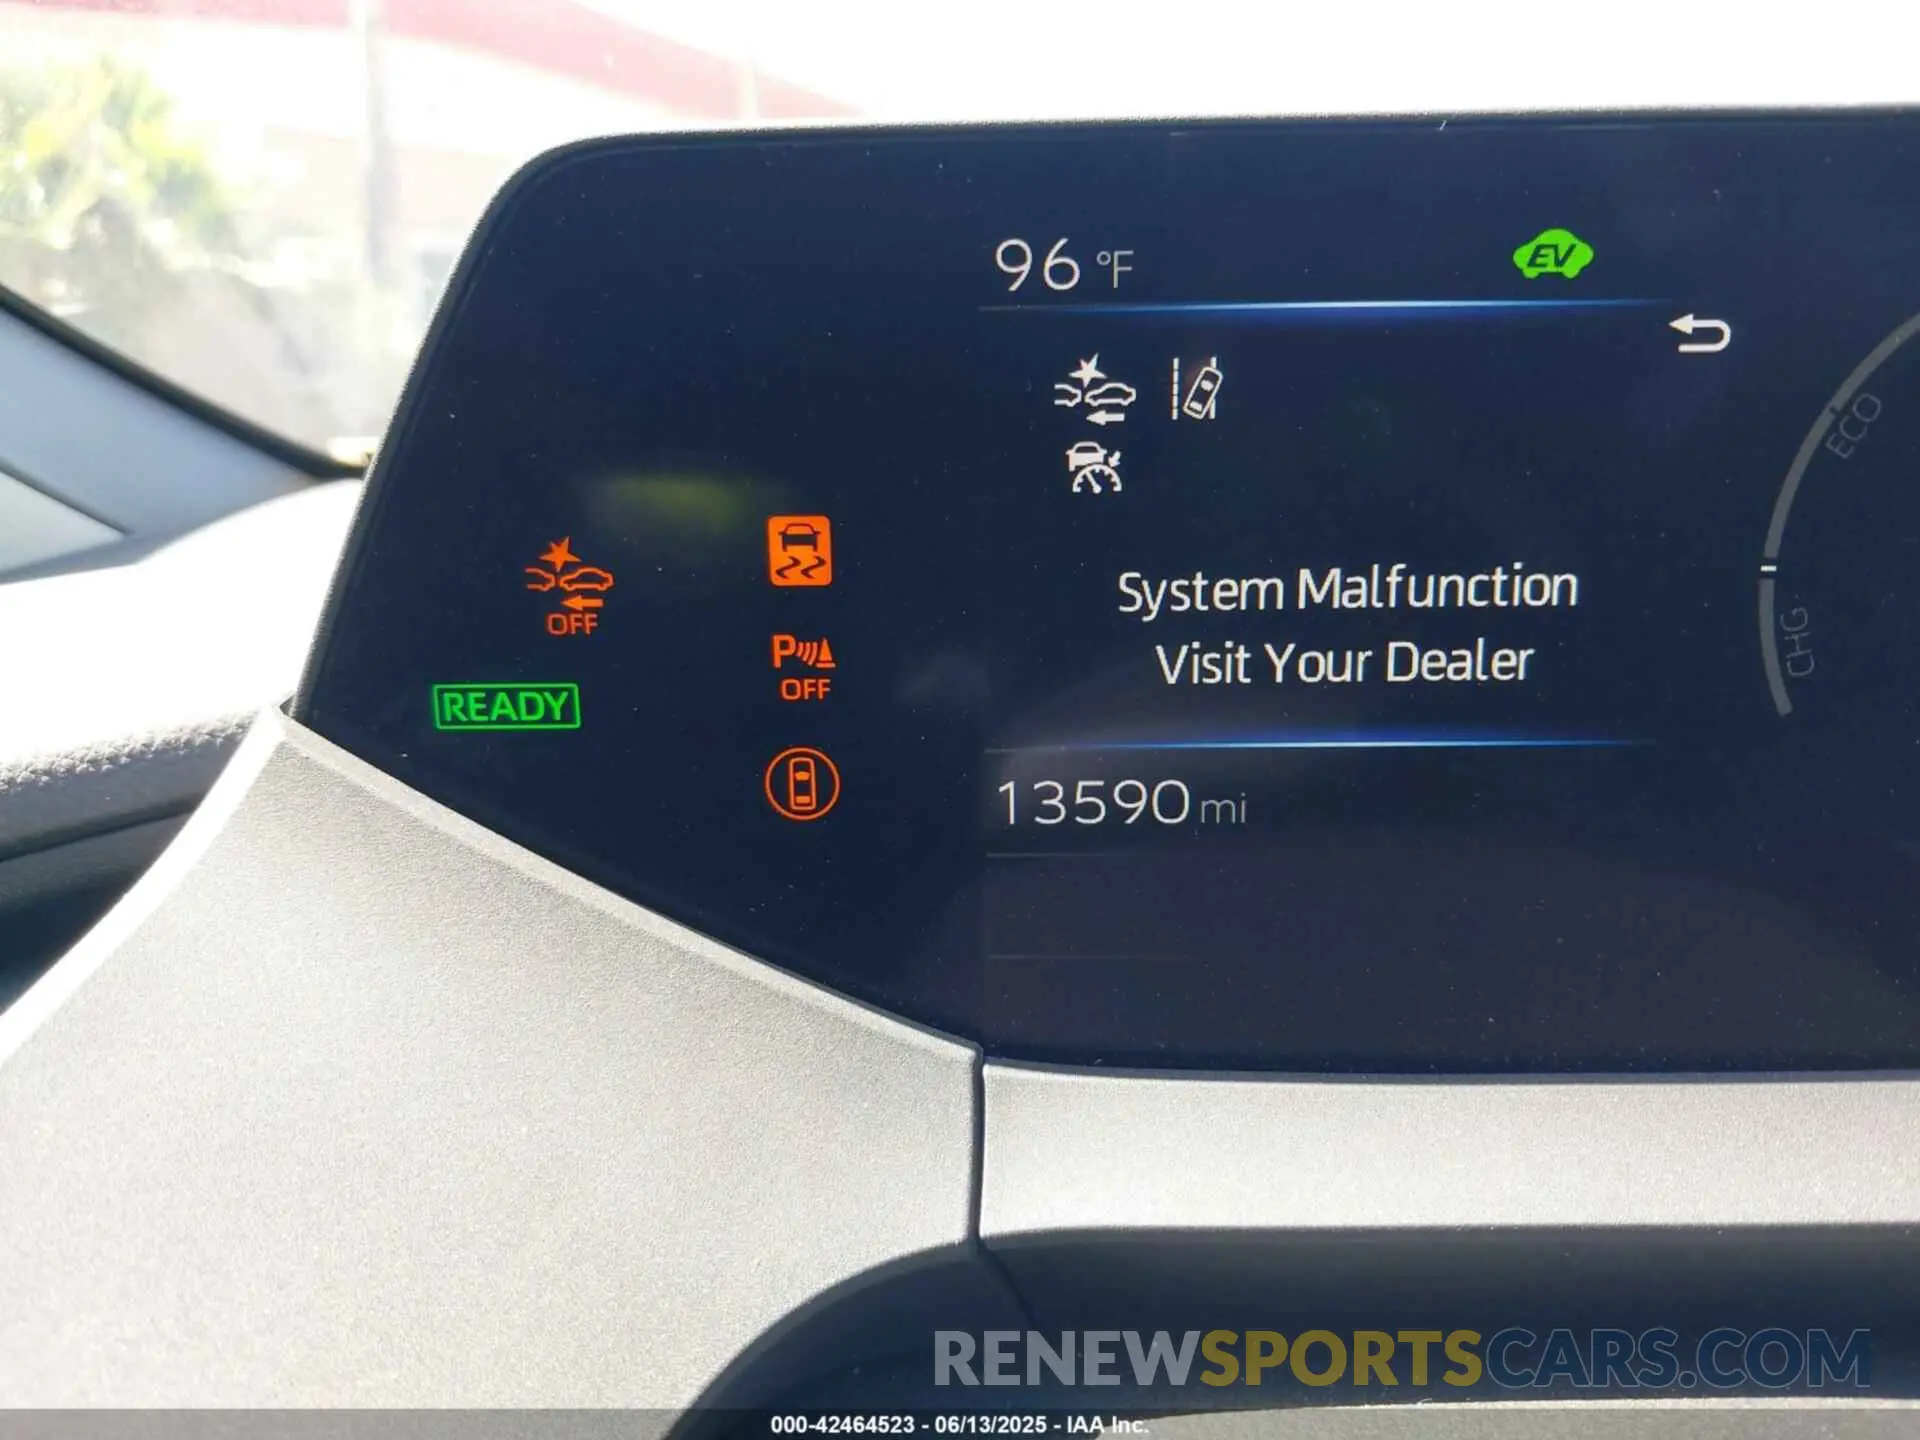 96 °F
EV
ECO
System Malfunction
Visit Your Dealer
OFF
P
OFF
READY
CHG
13590 mi
RENEWSPORTSCARS.COM
000-42464523 - 06/13/2025 - IAA Inc.